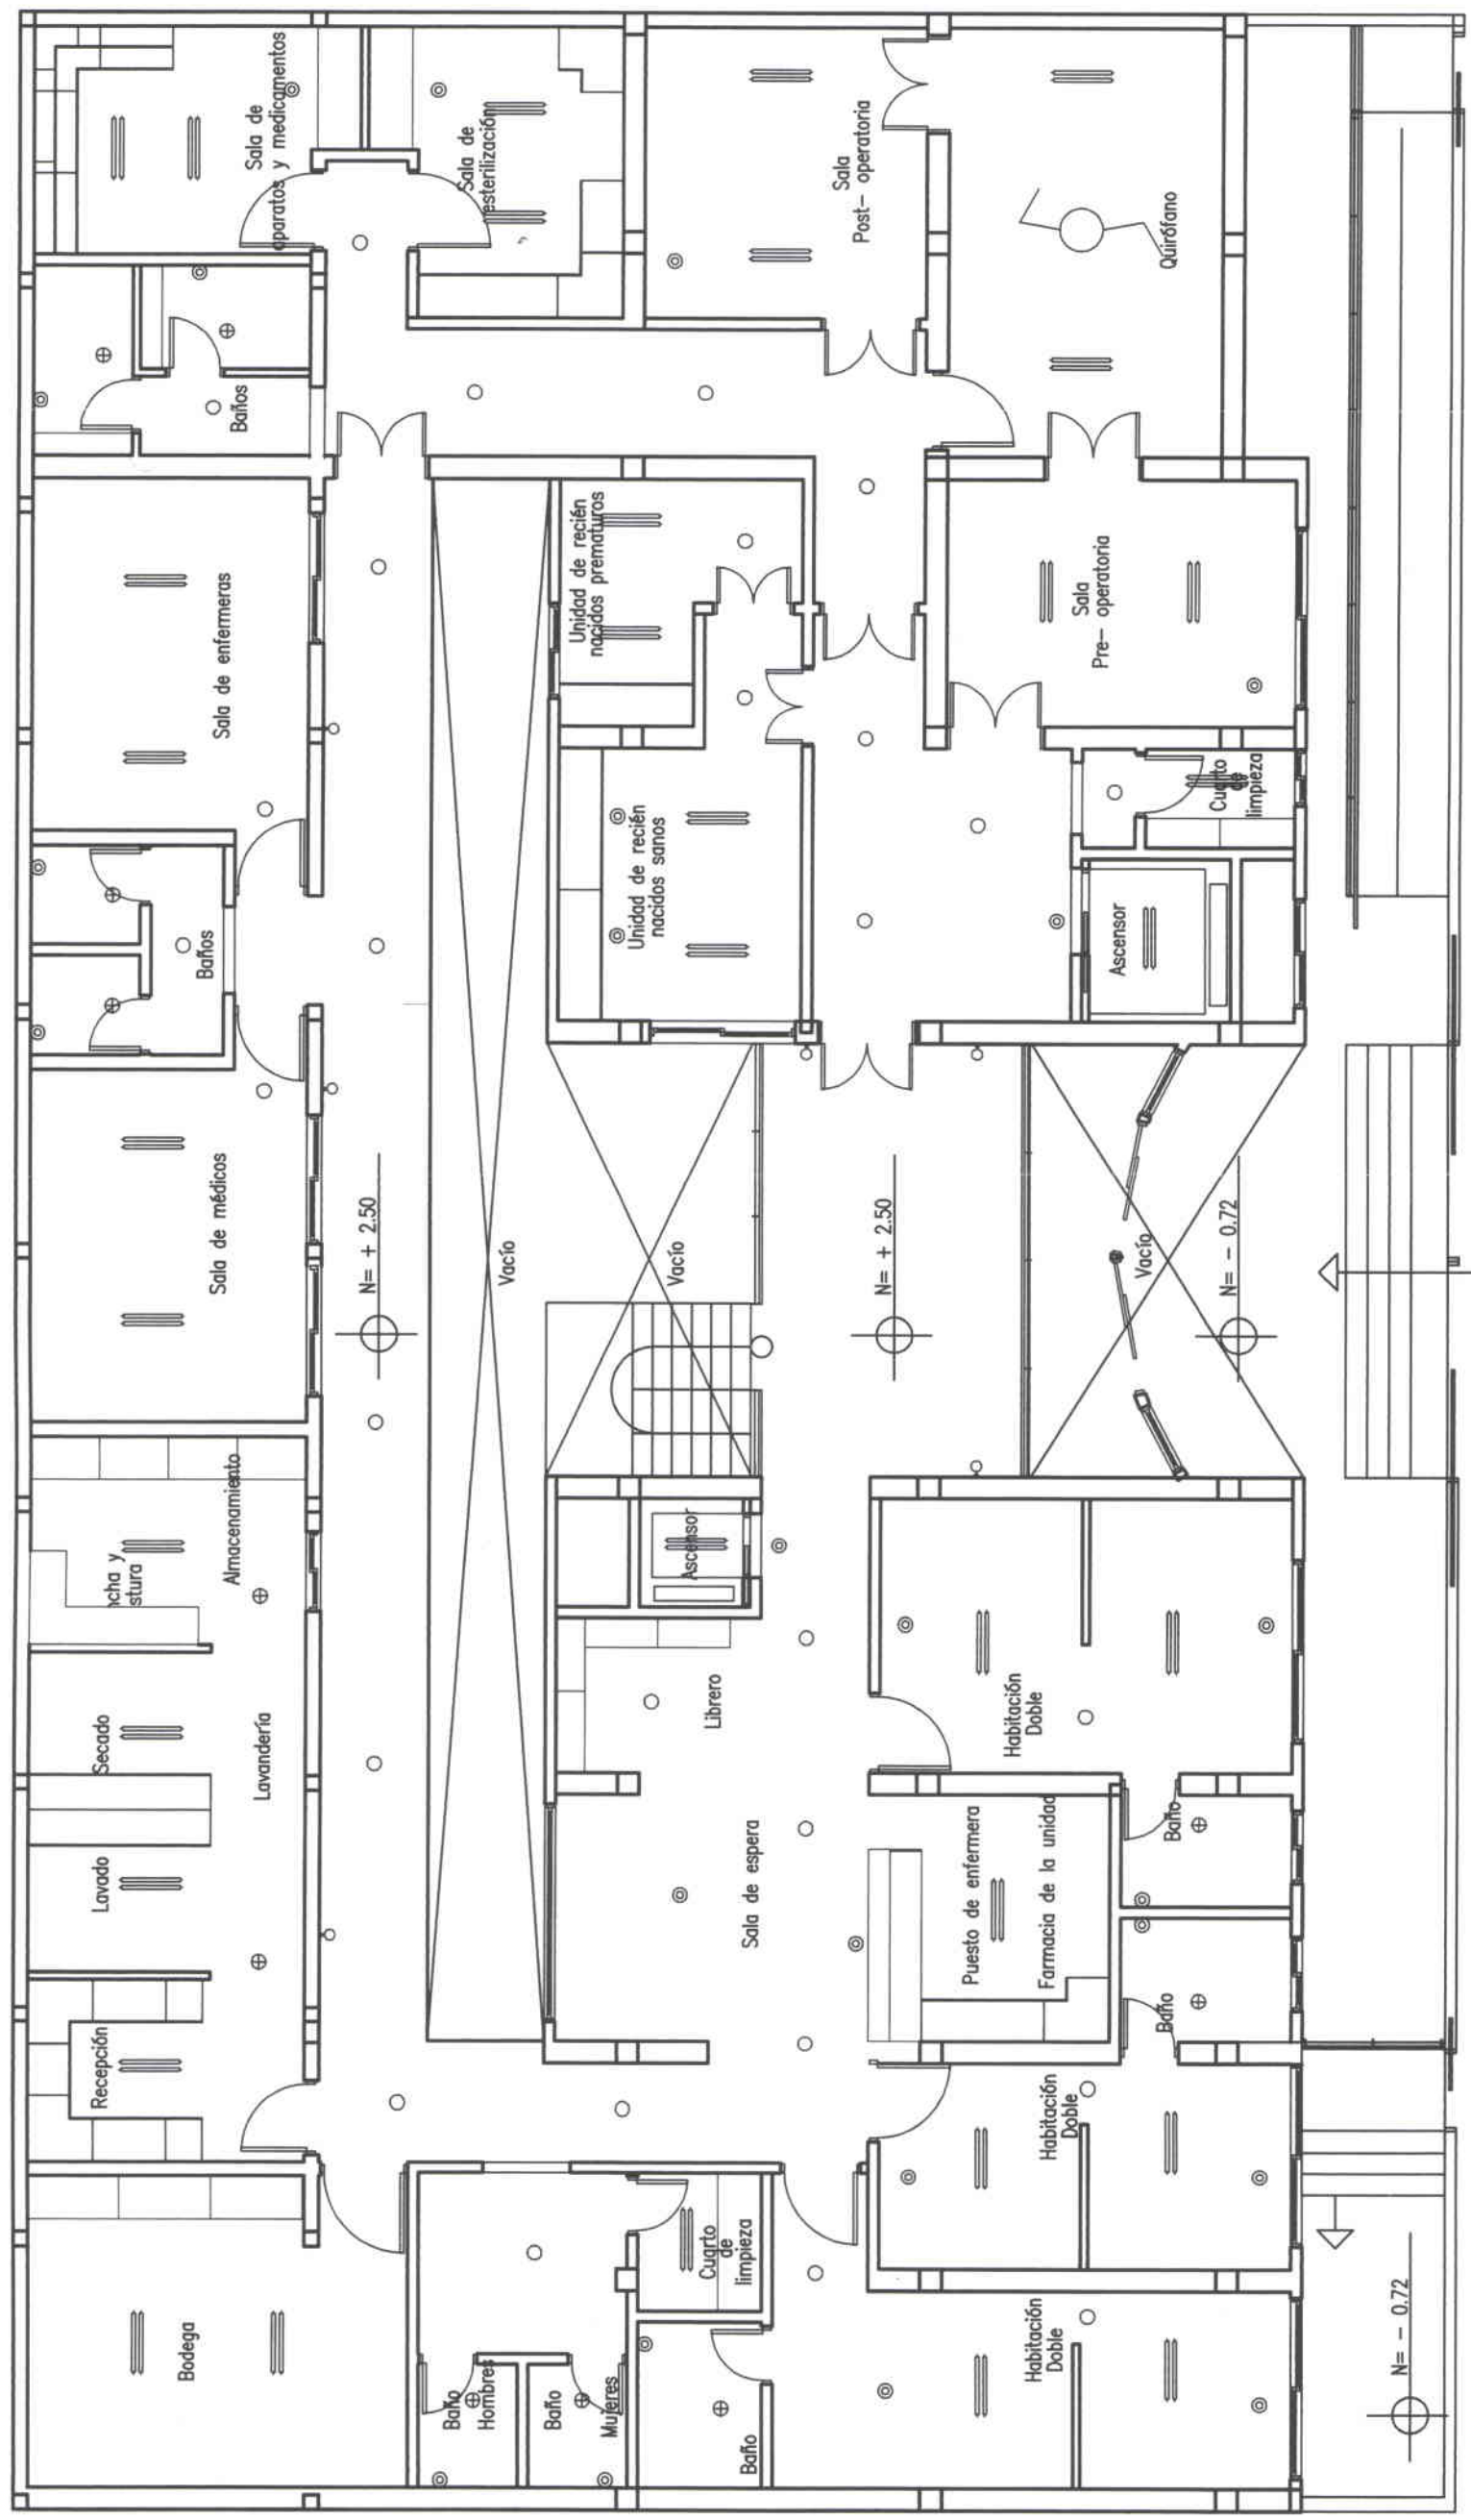 Bodega
Recepción
Lavado
Secado
Lavandería
ncha y
stura
Almacenamiento
Sala de médicos
Baños
Sala de enfermeras
Baños
Sala de
aparatos y medicamentos
N= + 2.50
Sala de
esterilización
Baño
Hombres
Baño
Mujeres
Vacío
Cuarto
de
limpieza
Baño
Sala de espera
Librero
Ascensor
Vacío
Unidad de recién
nacidos sanos
Unidad de recién
nacidos prematuros
Sala
Post- operatoria
N= + 2.50
Puesto de enfermera
Farmacia de la unidad
Habitación
Doble
Habitación
Doble
Habitación
Doble
Baño
Baño
Vacío
N= - 0.72
Ascensor
Cuarto
de
limpieza
Sala
Pre- operatoria
Quirófano
N= - 0.72